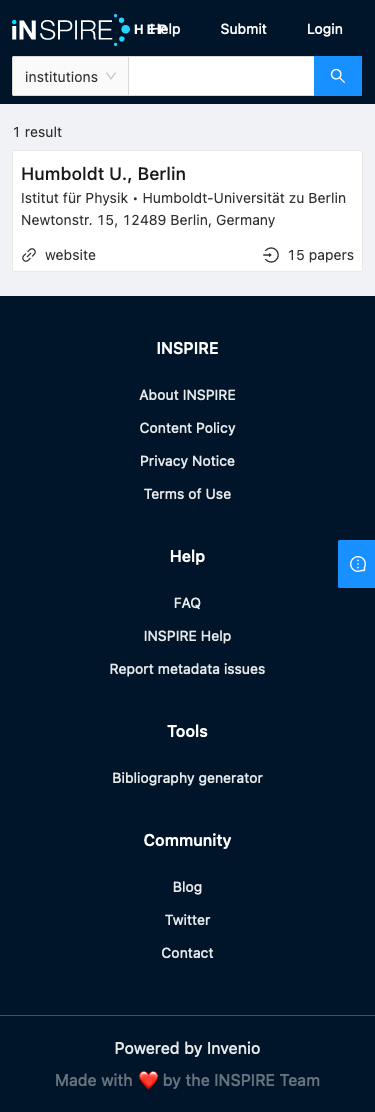 iNSPIRE HEP Help Submit Login
institutions
1 result
Humboldt U., Berlin
Istitut für Physik • Humboldt-Universität zu Berlin
Newtonstr. 15, 12489 Berlin, Germany
website 15 papers
INSPIRE
About INSPIRE
Content Policy
Privacy Notice
Terms of Use
Help
FAQ
INSPIRE Help
Report metadata issues
Tools
Bibliography generator
Community
Blog
Twitter
Contact
Powered by Invenio
Made with ❤️ by the INSPIRE Team